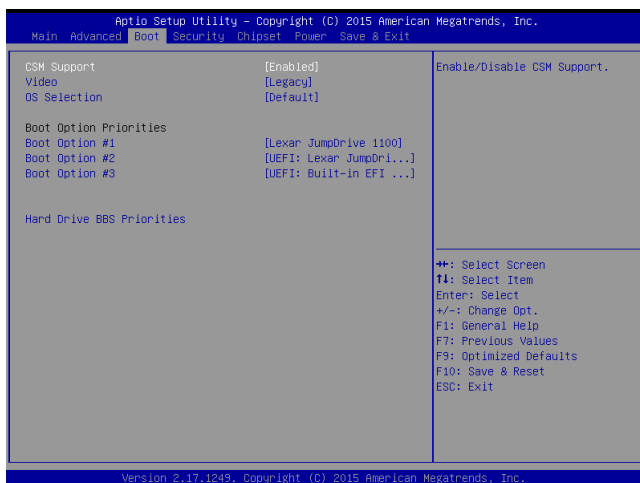 Aptio Setup Utility – Copyright (C) 2015 American Megatrends, Inc.
Main Advanced Boot Security Chipset Power Save & Exit
CSM Support [Enabled]
Video [Legacy]
OS Selection [Default]
Boot Option Priorities
Boot Option #1 [Lexar JumpDrive 1100]
Boot Option #2 [UEFI: Lexar JumpDri...]
Boot Option #3 [UEFI: Built-in EFI ...]
Hard Drive BBS Priorities
Enable/Disable CSM Support.
→←: Select Screen
↑↓: Select Item
Enter: Select
+/-: Change Opt.
F1: General Help
F7: Previous Values
F9: Optimized Defaults
F10: Save & Reset
ESC: Exit
Version 2.17.1249. Copyright (C) 2015 American Megatrends, Inc.